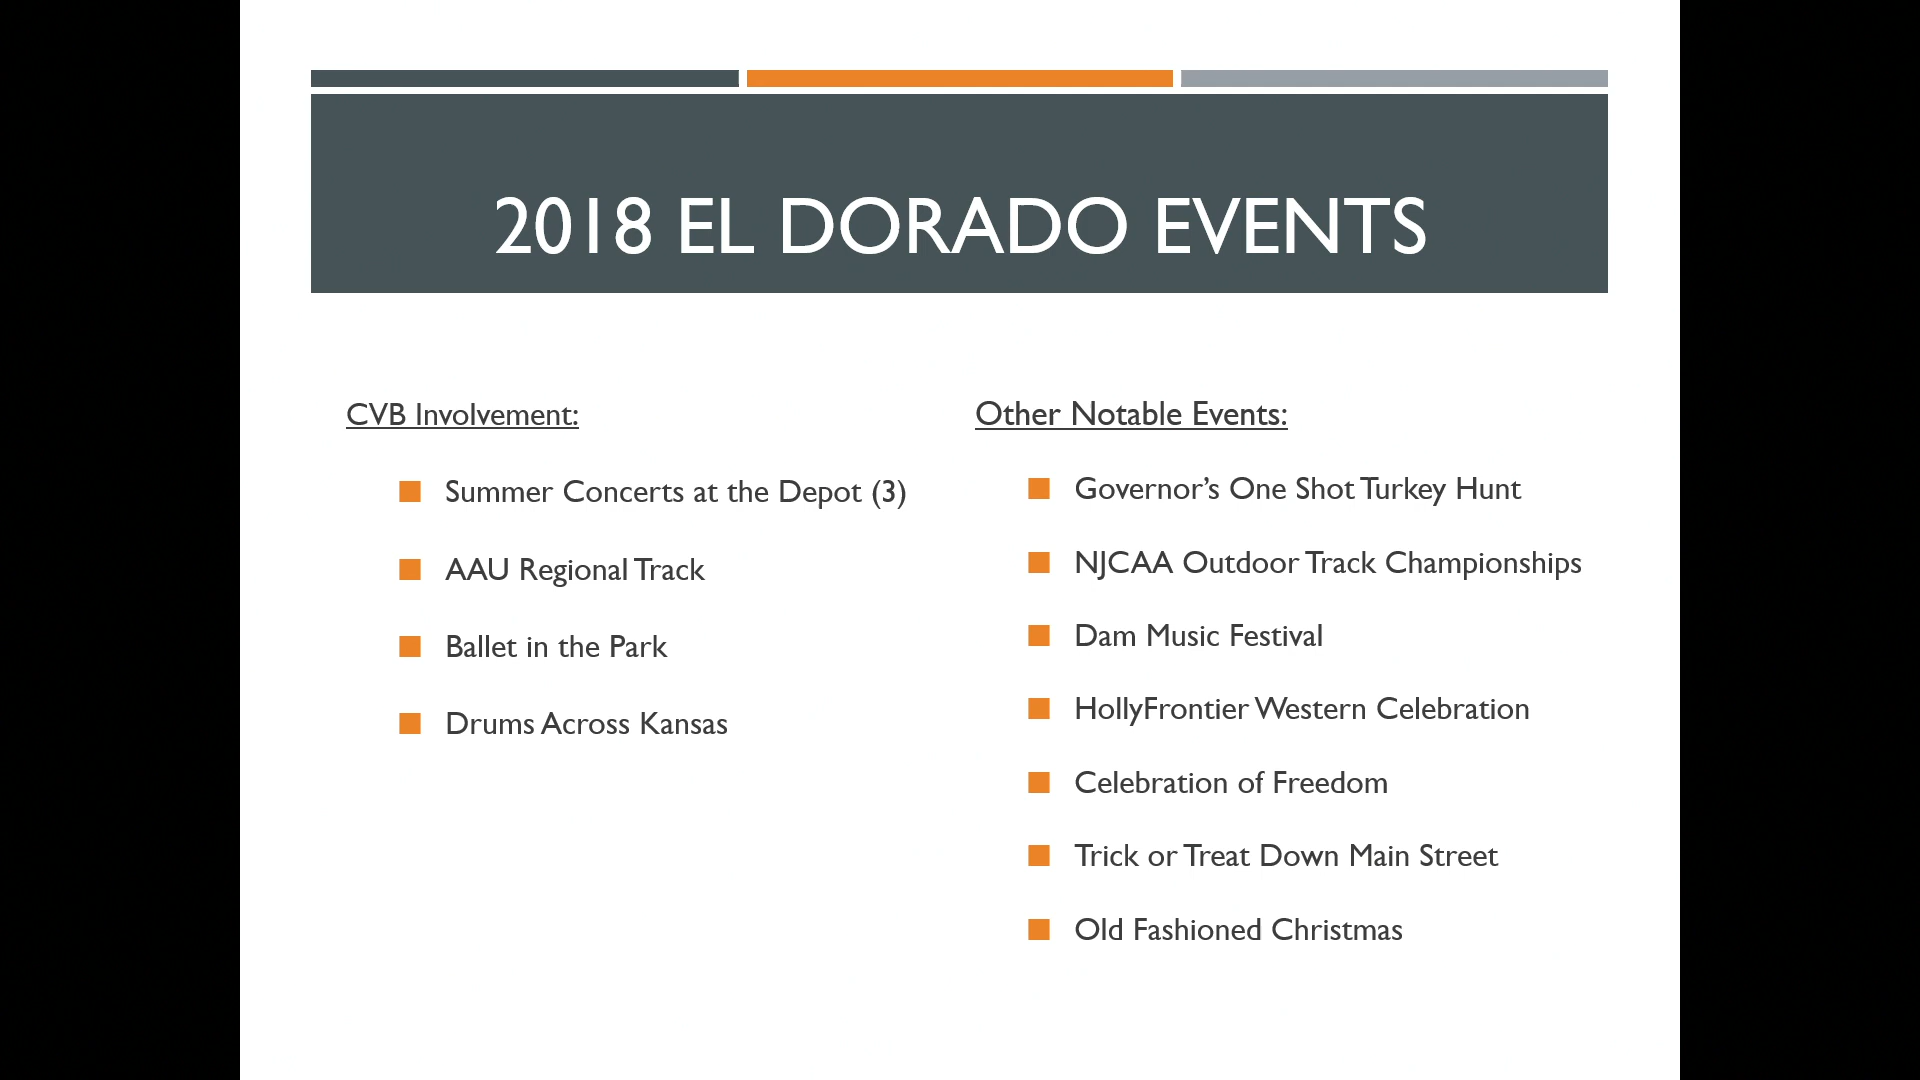 2018 EL DORADO EVENTS
CVB Involvement:
Summer Concerts at the Depot (3)
AAU Regional Track
Ballet in the Park
Drums Across Kansas
Other Notable Events:
Governor’s One Shot Turkey Hunt
NJCAA Outdoor Track Championships
Dam Music Festival
HollyFrontier Western Celebration
Celebration of Freedom
Trick or Treat Down Main Street
Old Fashioned Christmas